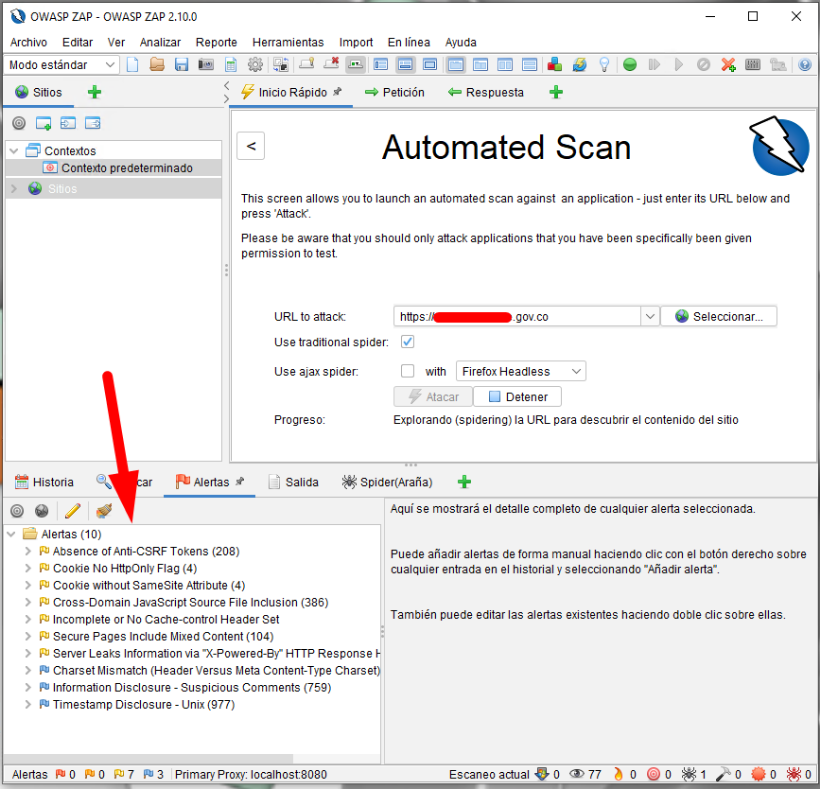 OWASP ZAP - OWASP ZAP 2.10.0
Archivo Editar Ver Analizar Reporte Herramientas Import En línea Ayuda
Modo estándar
Sitios
Inicio Rápido
Petición
Respuesta
Contextos
Contexto predeterminado
Sitios
<
Automated Scan
This screen allows you to launch an automated scan against an application - just enter its URL below and
press 'Attack'.
Please be aware that you should only attack applications that you have been specifically been given
permission to test.
URL to attack: https:// .gov.co Seleccionar...
Use traditional spider:
Use ajax spider: with Firefox Headless
Atacar Detener
Progreso: Explorando (spidering) la URL para descubrir el contenido del sitio
Historia car Alertas Salida Spider(Araña)
Alertas (10)
Absence of Anti-CSRF Tokens (208)
Cookie No HttpOnly Flag (4)
Cookie without SameSite Attribute (4)
Cross-Domain JavaScript Source File Inclusion (386)
Incomplete or No Cache-control Header Set
Secure Pages Include Mixed Content (104)
Server Leaks Information via "X-Powered-By" HTTP Response H
Charset Mismatch (Header Versus Meta Content-Type Charset)
Information Disclosure - Suspicious Comments (759)
Timestamp Disclosure - Unix (977)
Aquí se mostrará el detalle completo de cualquier alerta seleccionada.
Puede añadir alertas de forma manual haciendo clic con el botón derecho sobre
cualquier entrada en el historial y seleccionando "Añadir alerta".
También puede editar las alertas existentes haciendo doble clic sobre ellas.
Alertas 0 0 7 3 Primary Proxy: localhost:8080 Escaneo actual 0 77 0 0 1 0 0 0